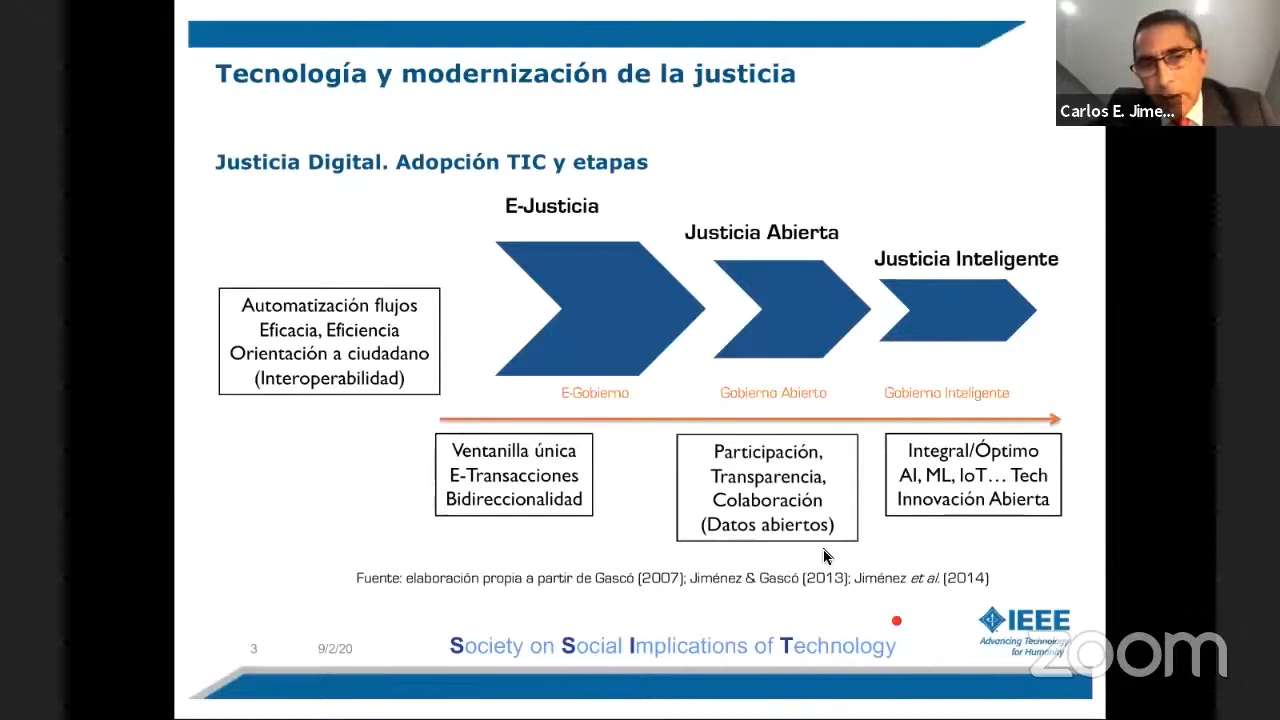 Tecnología y modernización de la justicia
Carlos E. Jime...
Justicia Digital. Adopción TIC y etapas
E-Justicia
Justicia Abierta
Justicia Inteligente
Automatización flujos
Eficacia, Eficiencia
Orientación a ciudadano
(Interoperabilidad)
E-Gobierno
Gobierno Abierto
Gobierno Inteligente
Ventanilla única
E-Transacciones
Bidireccionalidad
Participación,
Transparencia,
Colaboración
(Datos abiertos)
Integral/Óptimo
AI, ML, IoT… Tech
Innovación Abierta
Fuente: elaboración propia a partir de Gascó (2007); Jiménez & Gascó (2013); Jiménez et al. (2014)
3
9/2/20
Society on Social Implications of Technology
IEEE
Advancing Technology
for Humanity
zoom